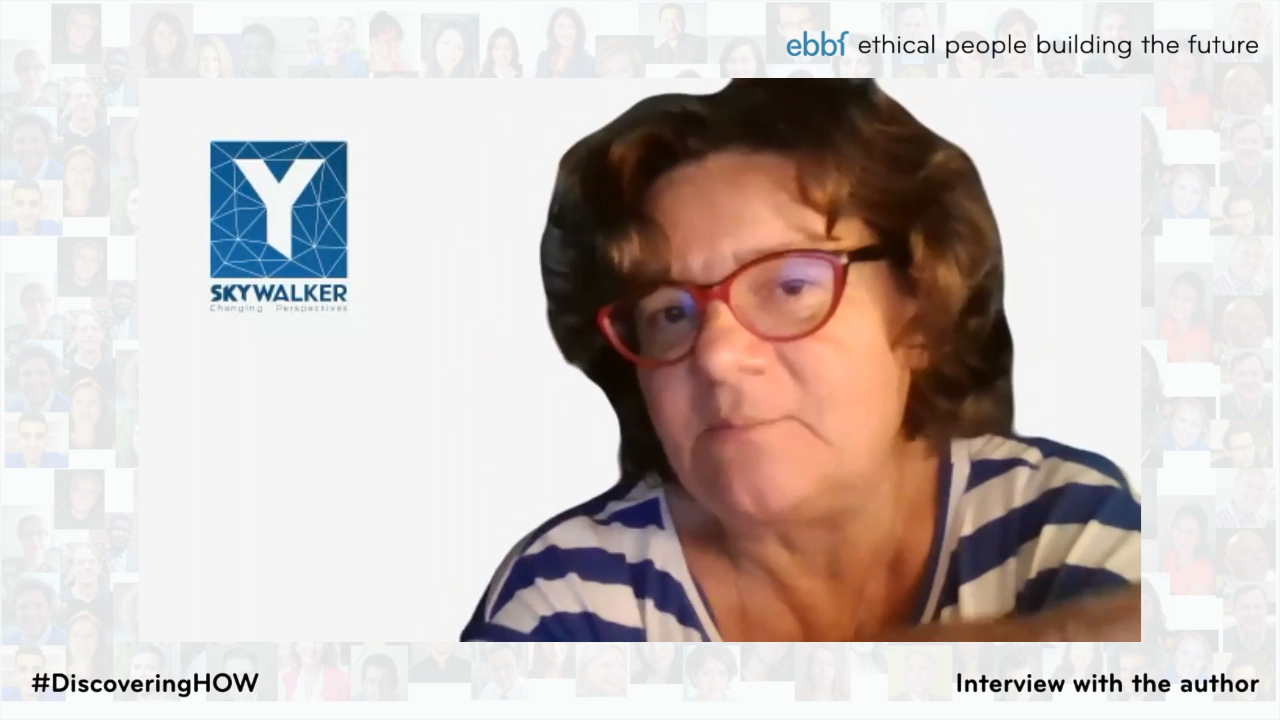 ebbf ethical people building the future
Y
SKYWALKER
Changing Perspectives
#DiscoveringHOW
Interview with the author